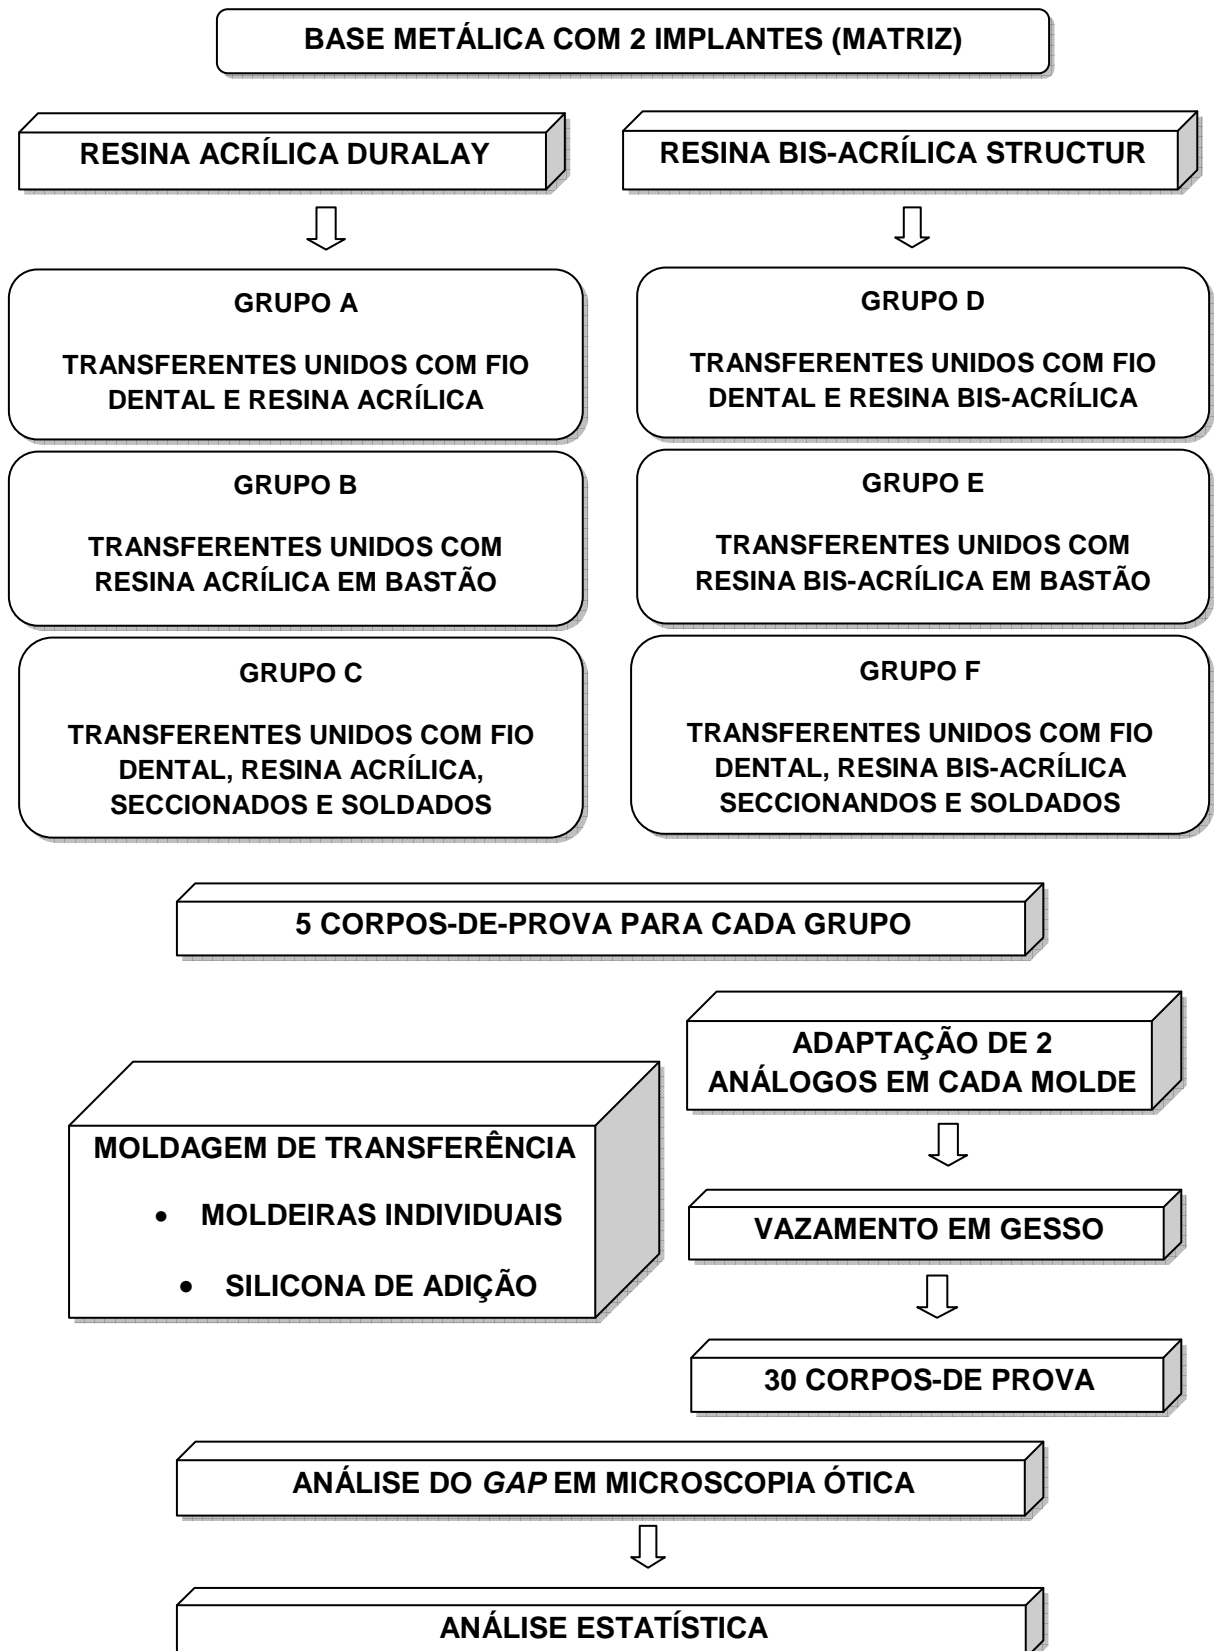 BASE METÁLICA COM 2 IMPLANTES (MATRIZ)
RESINA ACRÍLICA DURALAY
RESINA BIS-ACRÍLICA STRUCTUR
GRUPO A
TRANSFERENTES UNIDOS COM FIO
DENTAL E RESINA ACRÍLICA
GRUPO D
TRANSFERENTES UNIDOS COM FIO
DENTAL E RESINA BIS-ACRÍLICA
GRUPO B
TRANSFERENTES UNIDOS COM
RESINA ACRÍLICA EM BASTÃO
GRUPO E
TRANSFERENTES UNIDOS COM
RESINA BIS-ACRÍLICA EM BASTÃO
GRUPO C
TRANSFERENTES UNIDOS COM FIO
DENTAL, RESINA ACRÍLICA,
SECCIONADOS E SOLDADOS
GRUPO F
TRANSFERENTES UNIDOS COM FIO
DENTAL, RESINA BIS-ACRÍLICA
SECCIONANDOS E SOLDADOS
5 CORPOS-DE-PROVA PARA CADA GRUPO
MOLDAGEM DE TRANSFERÊNCIA
• MOLDEIRAS INDIVIDUAIS
• SILICONA DE ADIÇÃO
ADAPTAÇÃO DE 2
ANÁLOGOS EM CADA MOLDE
VAZAMENTO EM GESSO
30 CORPOS-DE PROVA
ANÁLISE DO GAP EM MICROSCOPIA ÓTICA
ANÁLISE ESTATÍSTICA